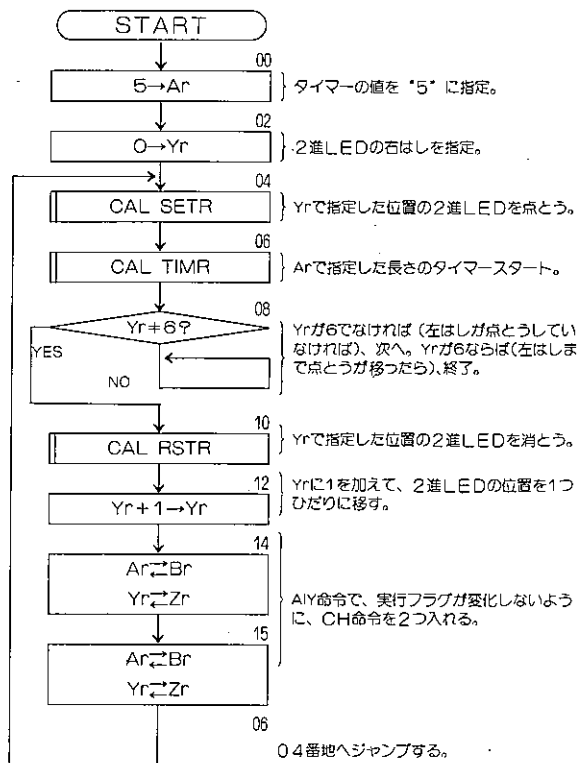 START
00
5→Ar
タイマーの値を“5”に指定。
02
0→Yr
2進LEDの右はしを指定。
04
CAL SETR
Yrで指定した位置の2進LEDを点とう。
06
CAL TIMR
Arで指定した長さのタイマースタート。
08
Yr≠6?
YES
NO
Yrが6でなければ(左はしが点とうしてい
なければ)、次へ。Yrが6ならば(左はしま
で点とうが移ったら)、終了。
10
CAL RSTR
Yrで指定した位置の2進LEDを消とう。
12
Yr+1→Yr
Yrに1を加えて、2進LEDの位置を1つ
ひだりに移す。
14
Ar⇄Br
Yr⇄Zr
AIY命令で、実行フラグが変化しないよう
に、CH命令を2つ入れる。
15
Ar⇄Br
Yr⇄Zr
06
04番地へジャンプする。